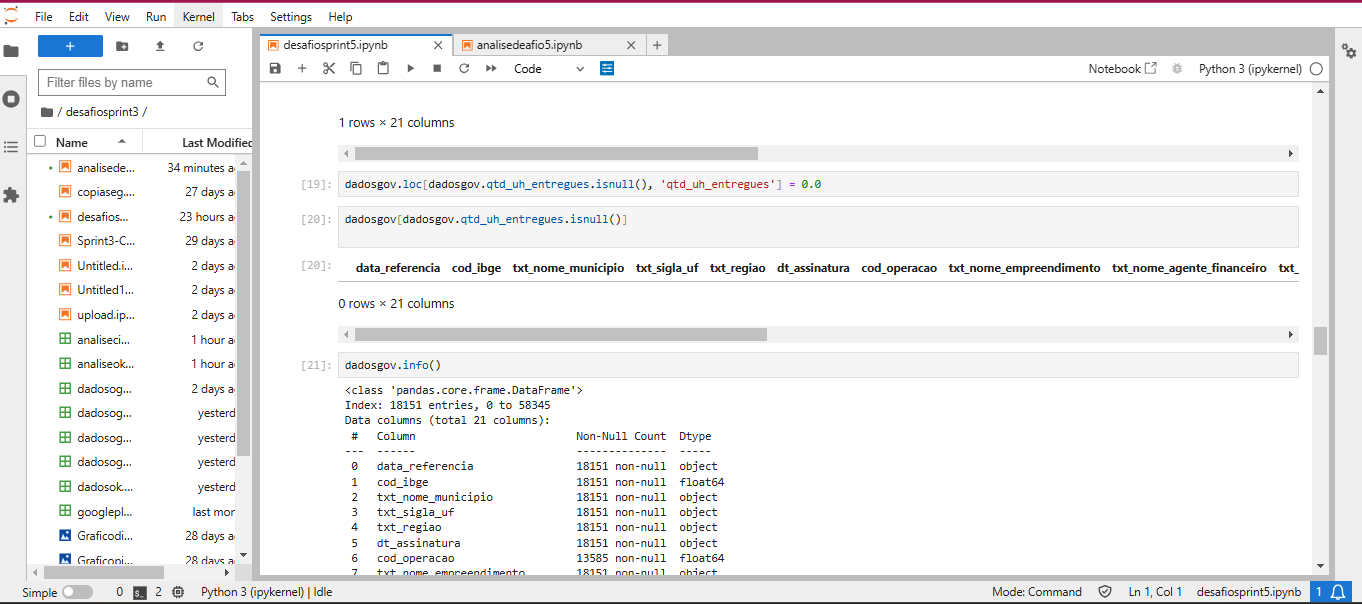 File Edit View Run Kernel Tabs Settings Help
desafiosprint5.ipynb
analisedeafio5.ipynb
Filter files by name
Code
Notebook
Python 3 (ipykernel)
/ desafiosprint3 /
Name Last Modified
analisede... 34 minutes a
copiaseg... 27 days a
desafios... 23 hours a
Sprint3-C... 29 days a
Untitled.i... 2 days a
Untitled1... 2 days a
upload.ip... 2 days a
analiseci... 1 hour a
analiseok... 1 hour a
dadosog... 2 days a
dadosog... yesterd
dadosog... yesterd
dadosog... yesterd
dadosok.... yesterd
googlepl... last mor
Graficodi... 28 days a
Graficopi... 28 days a
1 rows × 21 columns
[19]: dadosgov.loc[dadosgov.qtd_uh_entregues.isnull(), 'qtd_uh_entregues'] = 0.0
[20]: dadosgov[dadosgov.qtd_uh_entregues.isnull()]
[20]: data_referencia cod_ibge txt_nome_municipio txt_sigla_uf txt_regiao dt_assinatura cod_operacao txt_nome_empreendimento txt_nome_agente_financeiro txt_
0 rows × 21 columns
[21]: dadosgov.info()
<class 'pandas.core.frame.DataFrame'>
Index: 18151 entries, 0 to 58345
Data columns (total 21 columns):
# Column Non-Null Count Dtype
--- ------ -------------- -----
0 data_referencia 18151 non-null object
1 cod_ibge 18151 non-null float64
2 txt_nome_municipio 18151 non-null object
3 txt_sigla_uf 18151 non-null object
4 txt_regiao 18151 non-null object
5 dt_assinatura 18151 non-null object
6 cod_operacao 13585 non-null float64
7 txt_nome_empreendimento 18151 non-null object
Simple 0 2 Python 3 (ipykernel) | Idle Mode: Command Ln 1, Col 1 desafiosprint5.ipynb 1